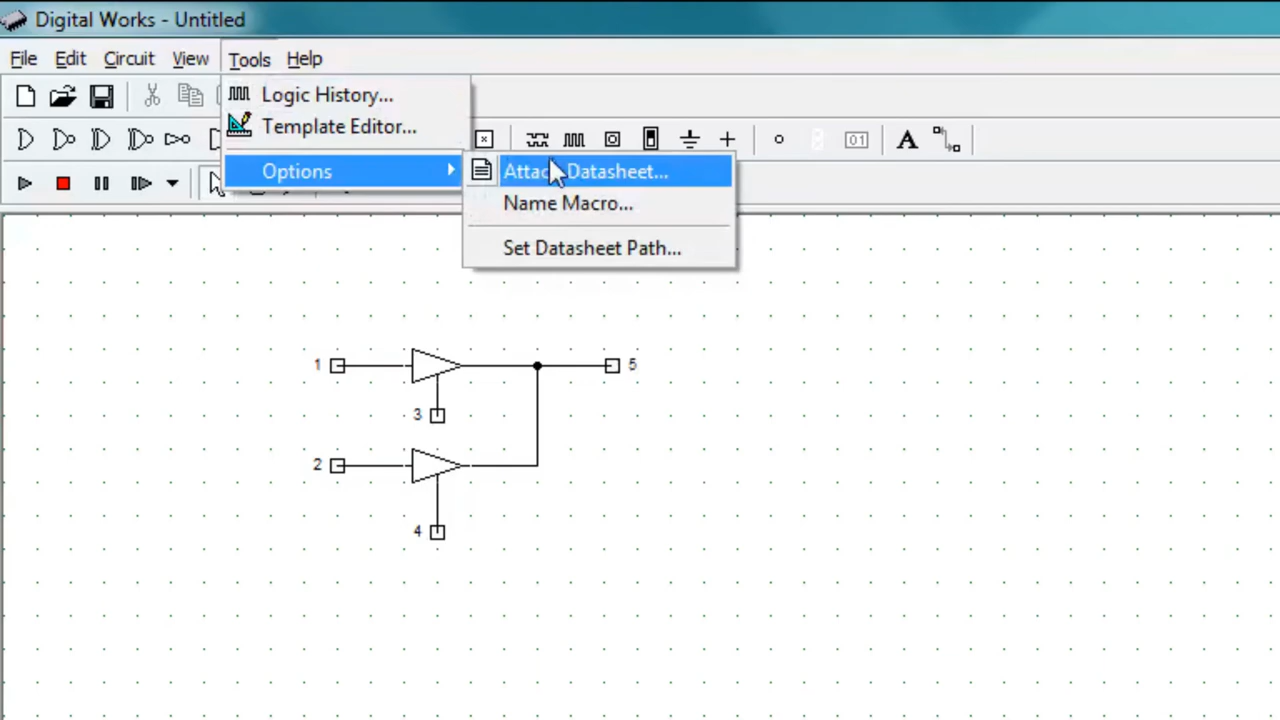 Digital Works - Untitled
File Edit Circuit View Tools Help
Logic History...
Template Editor...
Options
Attach Datasheet...
Name Macro...
Set Datasheet Path...
A
01
1
5
3
2
4